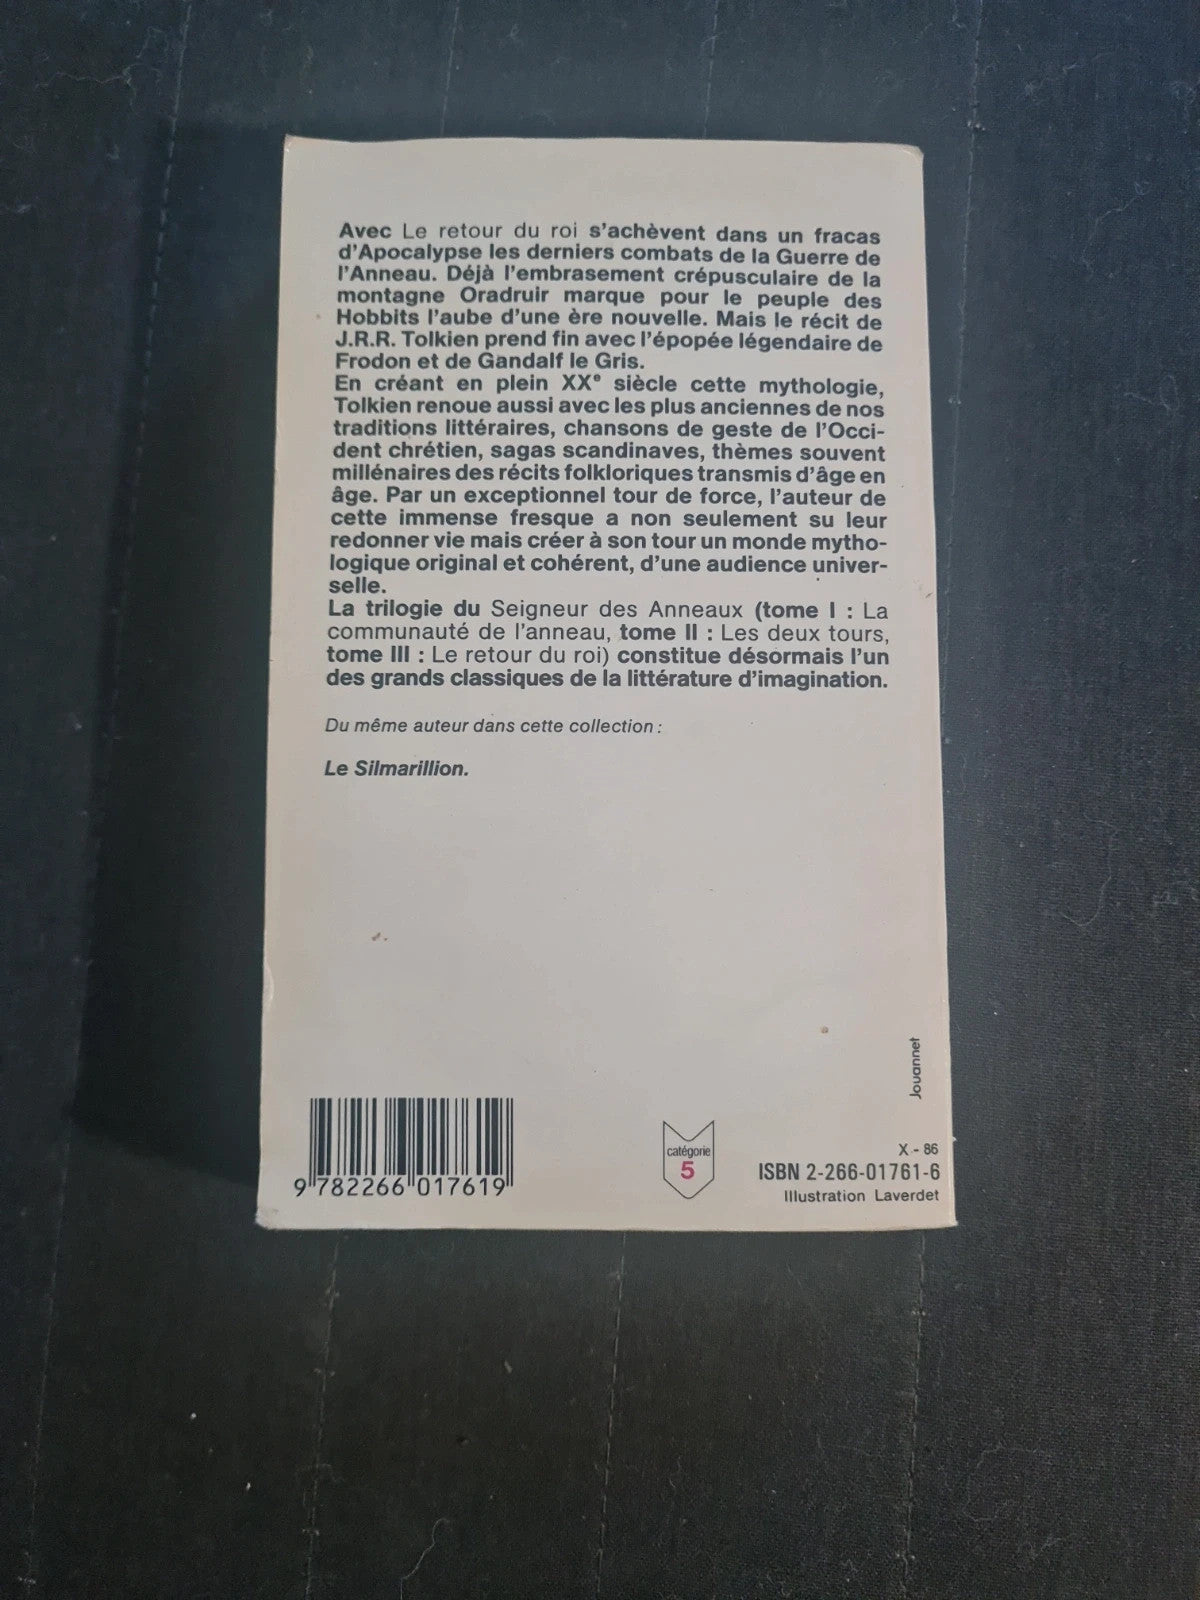 Avec Le retour du roi s'achèvent dans un fracas
d'Apocalypse les derniers combats de la Guerre de
l'Anneau. Déjà l'embrasement crépusculaire de la
montagne Oradruir marque pour le peuple des
Hobbits l'aube d'une ère nouvelle. Mais le récit de
J.R.R. Tolkien prend fin avec l'épopée légendaire de
Frodon et de Gandalf le Gris.
En créant en plein XXe siècle cette mythologie,
Tolkien renoue aussi avec les plus anciennes de nos
traditions littéraires, chansons de geste de l'Occi-
dent chrétien, sagas scandinaves, thèmes souvent
millénaires des récits folkloriques transmis d'âge en
âge. Par un exceptionnel tour de force, l'auteur de
cette immense fresque a non seulement su leur
redonner vie mais créer à son tour un monde mytho-
logique original et cohérent, d'une audience univer-
selle.
La trilogie du Seigneur des Anneaux (tome I : La
communauté de l'anneau, tome II : Les deux tours,
tome III : Le retour du roi) constitue désormais l'un
des grands classiques de la littérature d'imagination.
Du même auteur dans cette collection :
Le Silmarillion.
Jouannet
9 782266 017619
catégorie
5
X - 86
ISBN 2-266-01761-6
Illustration Laverdet